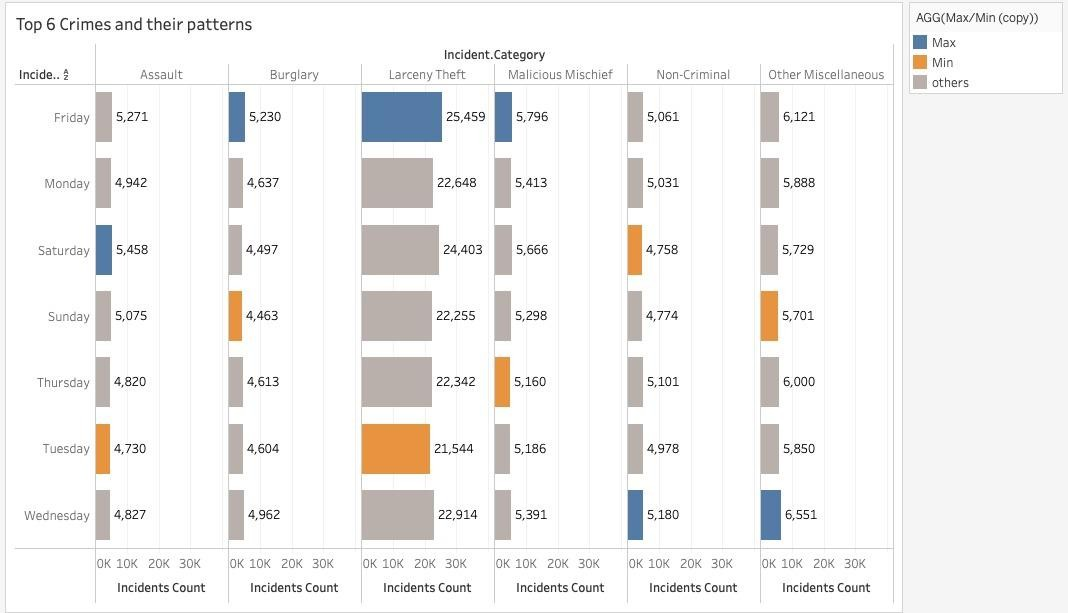 Top 6 Crimes and their patterns
AGG(Max/Min (copy))
Max
Min
others
Incident.Category
Incide.. Assault Burglary Larceny Theft Malicious Mischief Non-Criminal Other Miscellaneous
Friday 5,271 5,230 25,459 5,796 5,061 6,121
Monday 4,942 4,637 22,648 5,413 5,031 5,888
Saturday 5,458 4,497 24,403 5,666 4,758 5,729
Sunday 5,075 4,463 22,255 5,298 4,774 5,701
Thursday 4,820 4,613 22,342 5,160 5,101 6,000
Tuesday 4,730 4,604 21,544 5,186 4,978 5,850
Wednesday 4,827 4,962 22,914 5,391 5,180 6,551
0K 10K 20K 30K 0K 10K 20K 30K 0K 10K 20K 30K 0K 10K 20K 30K 0K 10K 20K 30K 0K 10K 20K 30K
Incidents Count Incidents Count Incidents Count Incidents Count Incidents Count Incidents Count